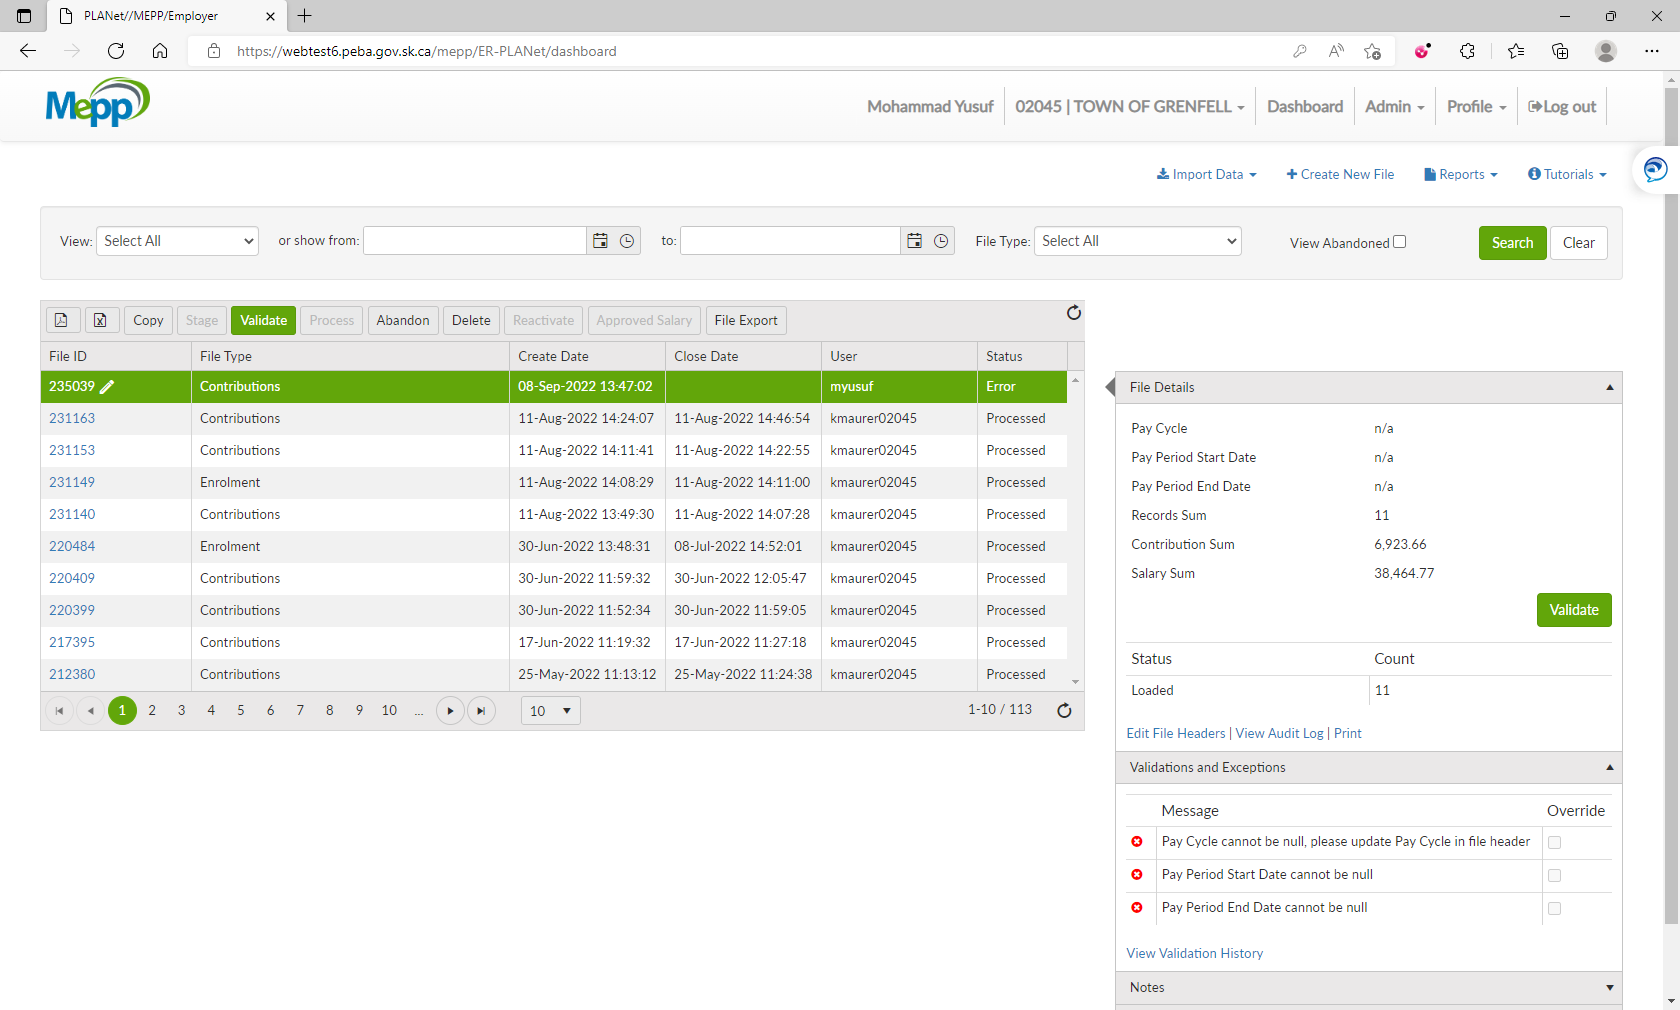 PLANet//MEPP/Employer
https://webtest6.peba.gov.sk.ca/mepp/ER-PLANet/dashboard
Mepp
Mohammad Yusuf
02045 | TOWN OF GRENFELL
Dashboard
Admin
Profile
Log out
Import Data
Create New File
Reports
Tutorials
View:
Select All
or show from:
to:
File Type:
Select All
View Abandoned
Search
Clear
Copy
Stage
Validate
Process
Abandon
Delete
Reactivate
Approved Salary
File Export
File ID File Type Create Date Close Date User Status
235039 Contributions 08-Sep-2022 13:47:02 myusuf Error
231163 Contributions 11-Aug-2022 14:24:07 11-Aug-2022 14:46:54 kmaurer02045 Processed
231153 Contributions 11-Aug-2022 14:11:41 11-Aug-2022 14:22:55 kmaurer02045 Processed
231149 Enrolment 11-Aug-2022 14:08:29 11-Aug-2022 14:11:00 kmaurer02045 Processed
231140 Contributions 11-Aug-2022 13:49:30 11-Aug-2022 14:07:28 kmaurer02045 Processed
220484 Enrolment 30-Jun-2022 13:48:31 08-Jul-2022 14:52:01 kmaurer02045 Processed
220409 Contributions 30-Jun-2022 11:59:32 30-Jun-2022 12:05:47 kmaurer02045 Processed
220399 Contributions 30-Jun-2022 11:52:34 30-Jun-2022 11:59:05 kmaurer02045 Processed
217395 Contributions 17-Jun-2022 11:19:32 17-Jun-2022 11:27:18 kmaurer02045 Processed
212380 Contributions 25-May-2022 11:13:12 25-May-2022 11:24:38 kmaurer02045 Processed
1 2 3 4 5 6 7 8 9 10 ...
10
1-10 / 113
File Details
Pay Cycle n/a
Pay Period Start Date n/a
Pay Period End Date n/a
Records Sum 11
Contribution Sum 6,923.66
Salary Sum 38,464.77
Validate
Status Count
Loaded 11
Edit File Headers | View Audit Log | Print
Validations and Exceptions
Message Override
Pay Cycle cannot be null, please update Pay Cycle in file header
Pay Period Start Date cannot be null
Pay Period End Date cannot be null
View Validation History
Notes